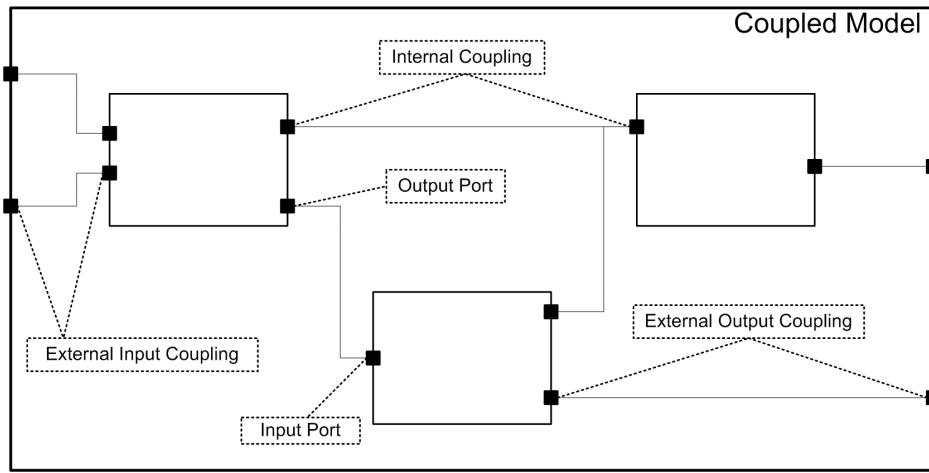 Coupled Model
Internal Coupling
Output Port
External Input Coupling
External Output Coupling
Input Port